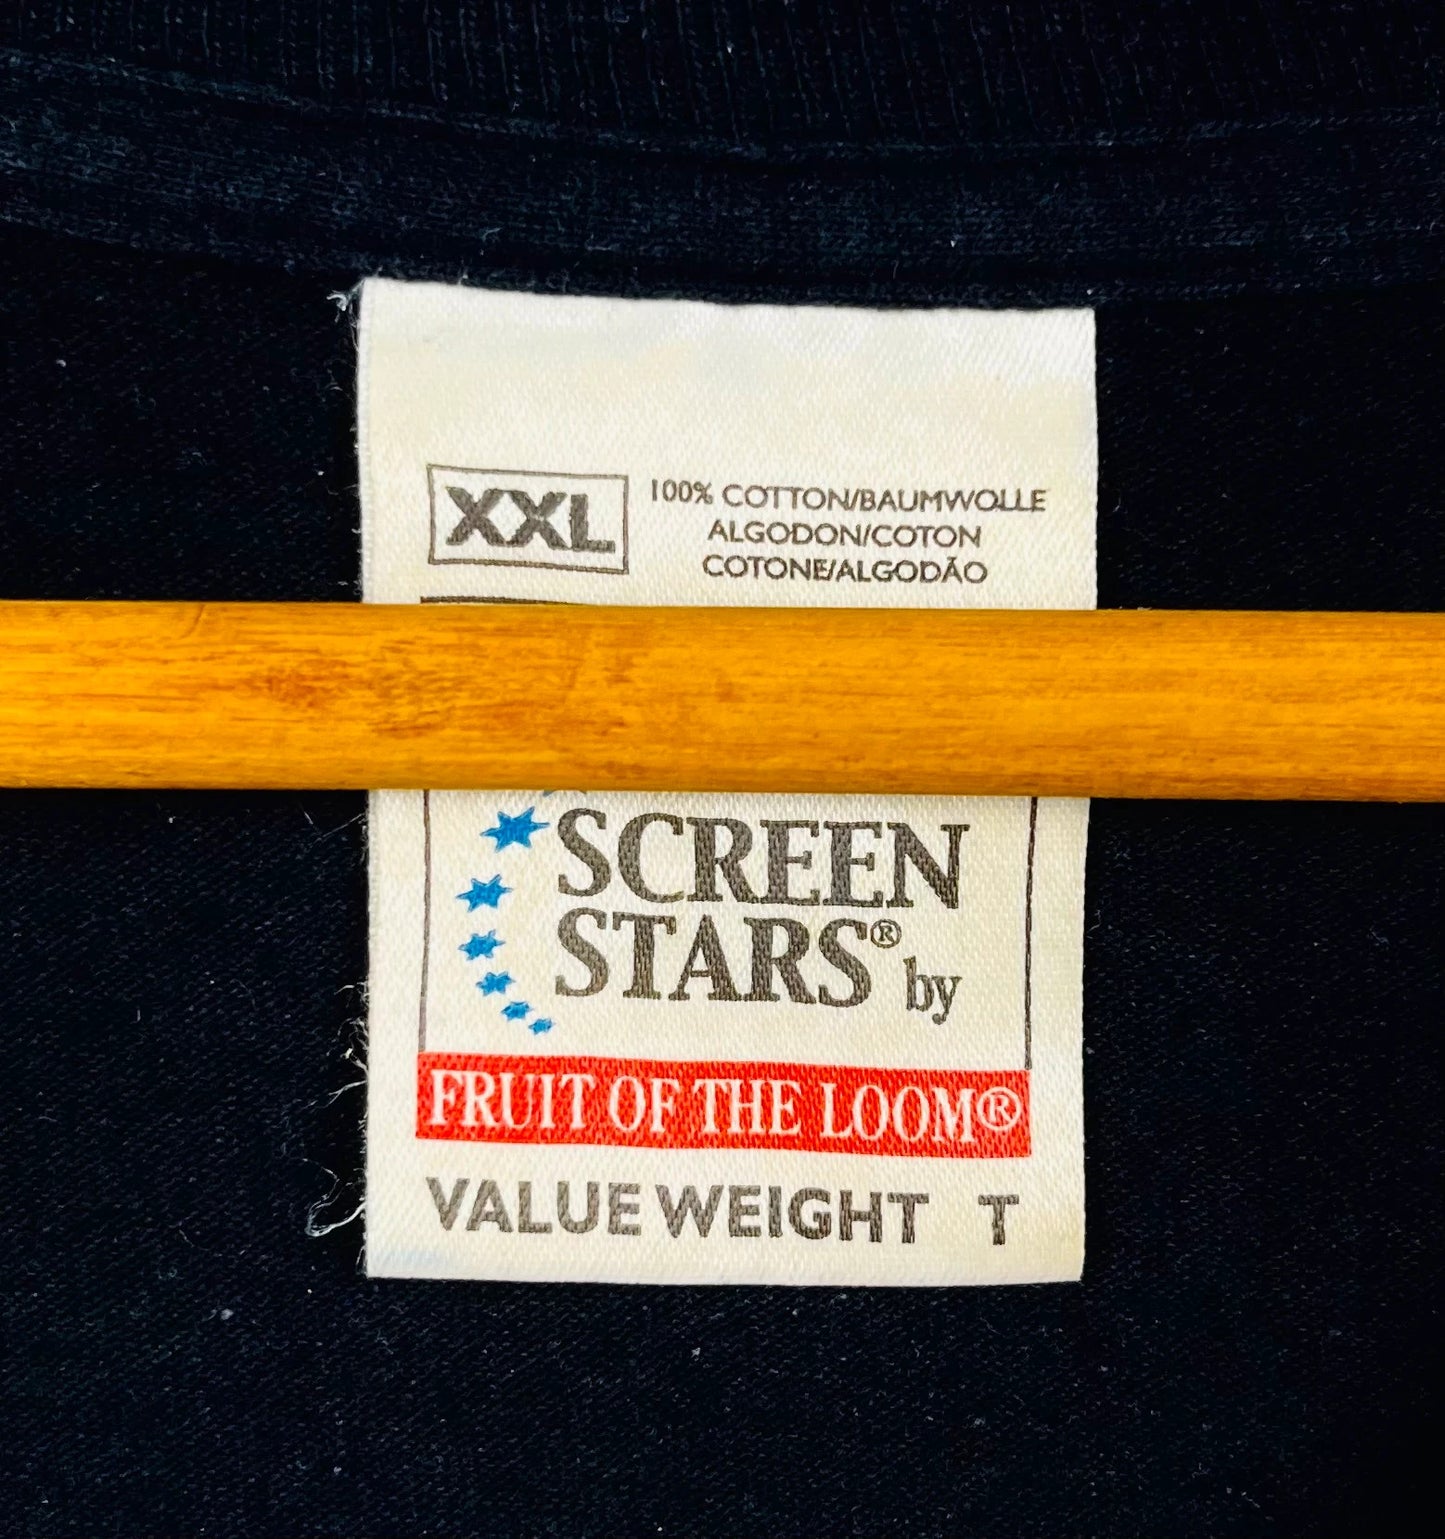 XXL
100% COTTON/BAUMWOLLE
ALGODON/COTON
COTONE/ALGODÃO
SCREEN
STARS® by
FRUIT OF THE LOOM®
VALUE WEIGHT T